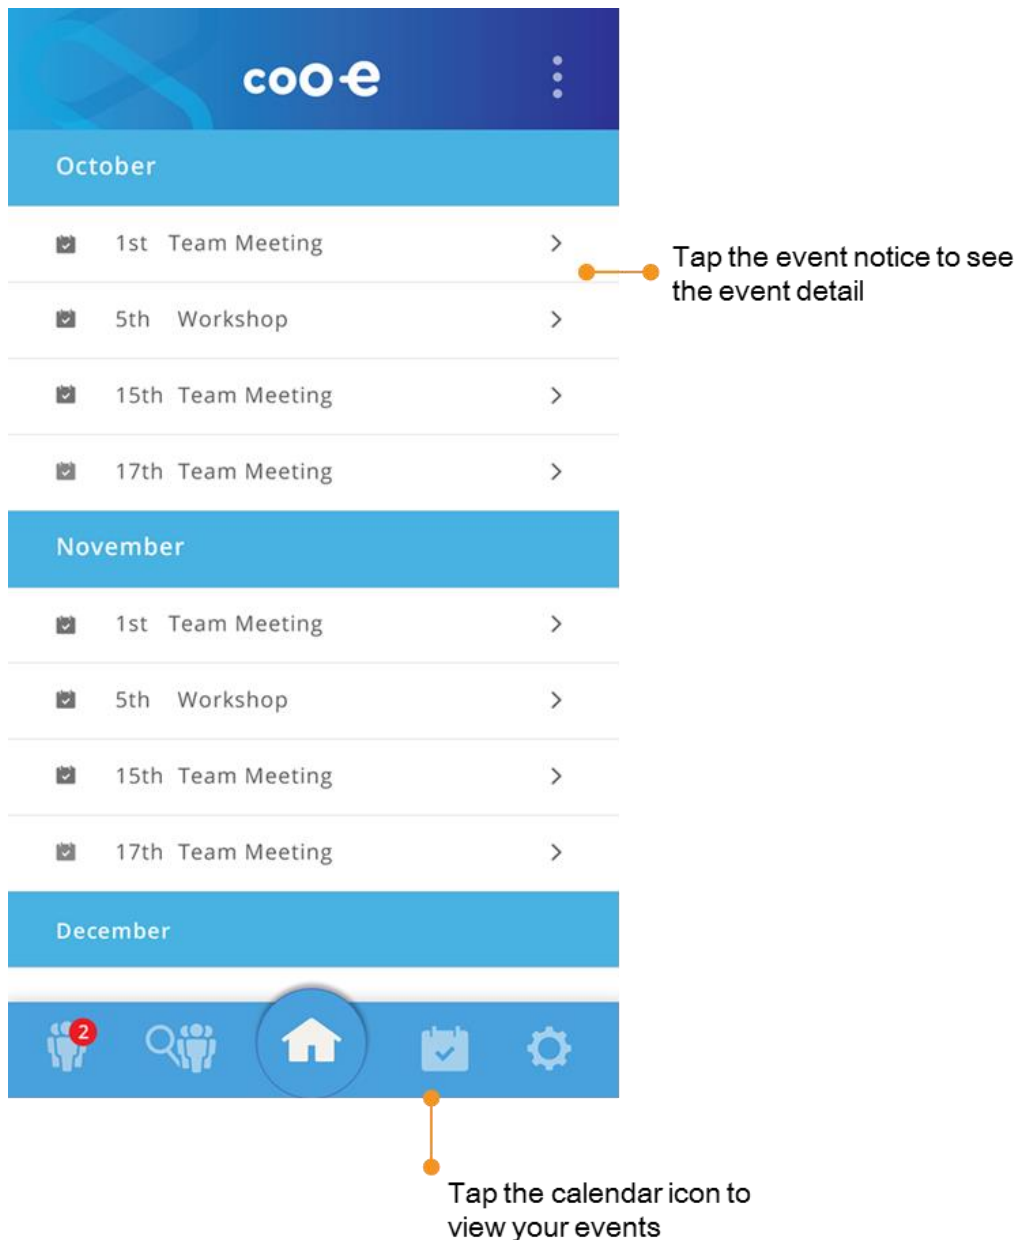 coo-e
October
1st Team Meeting
Tap the event notice to see
the event detail
5th Workshop
15th Team Meeting
17th Team Meeting
November
1st Team Meeting
5th Workshop
15th Team Meeting
17th Team Meeting
December
2
Tap the calendar icon to
view your events